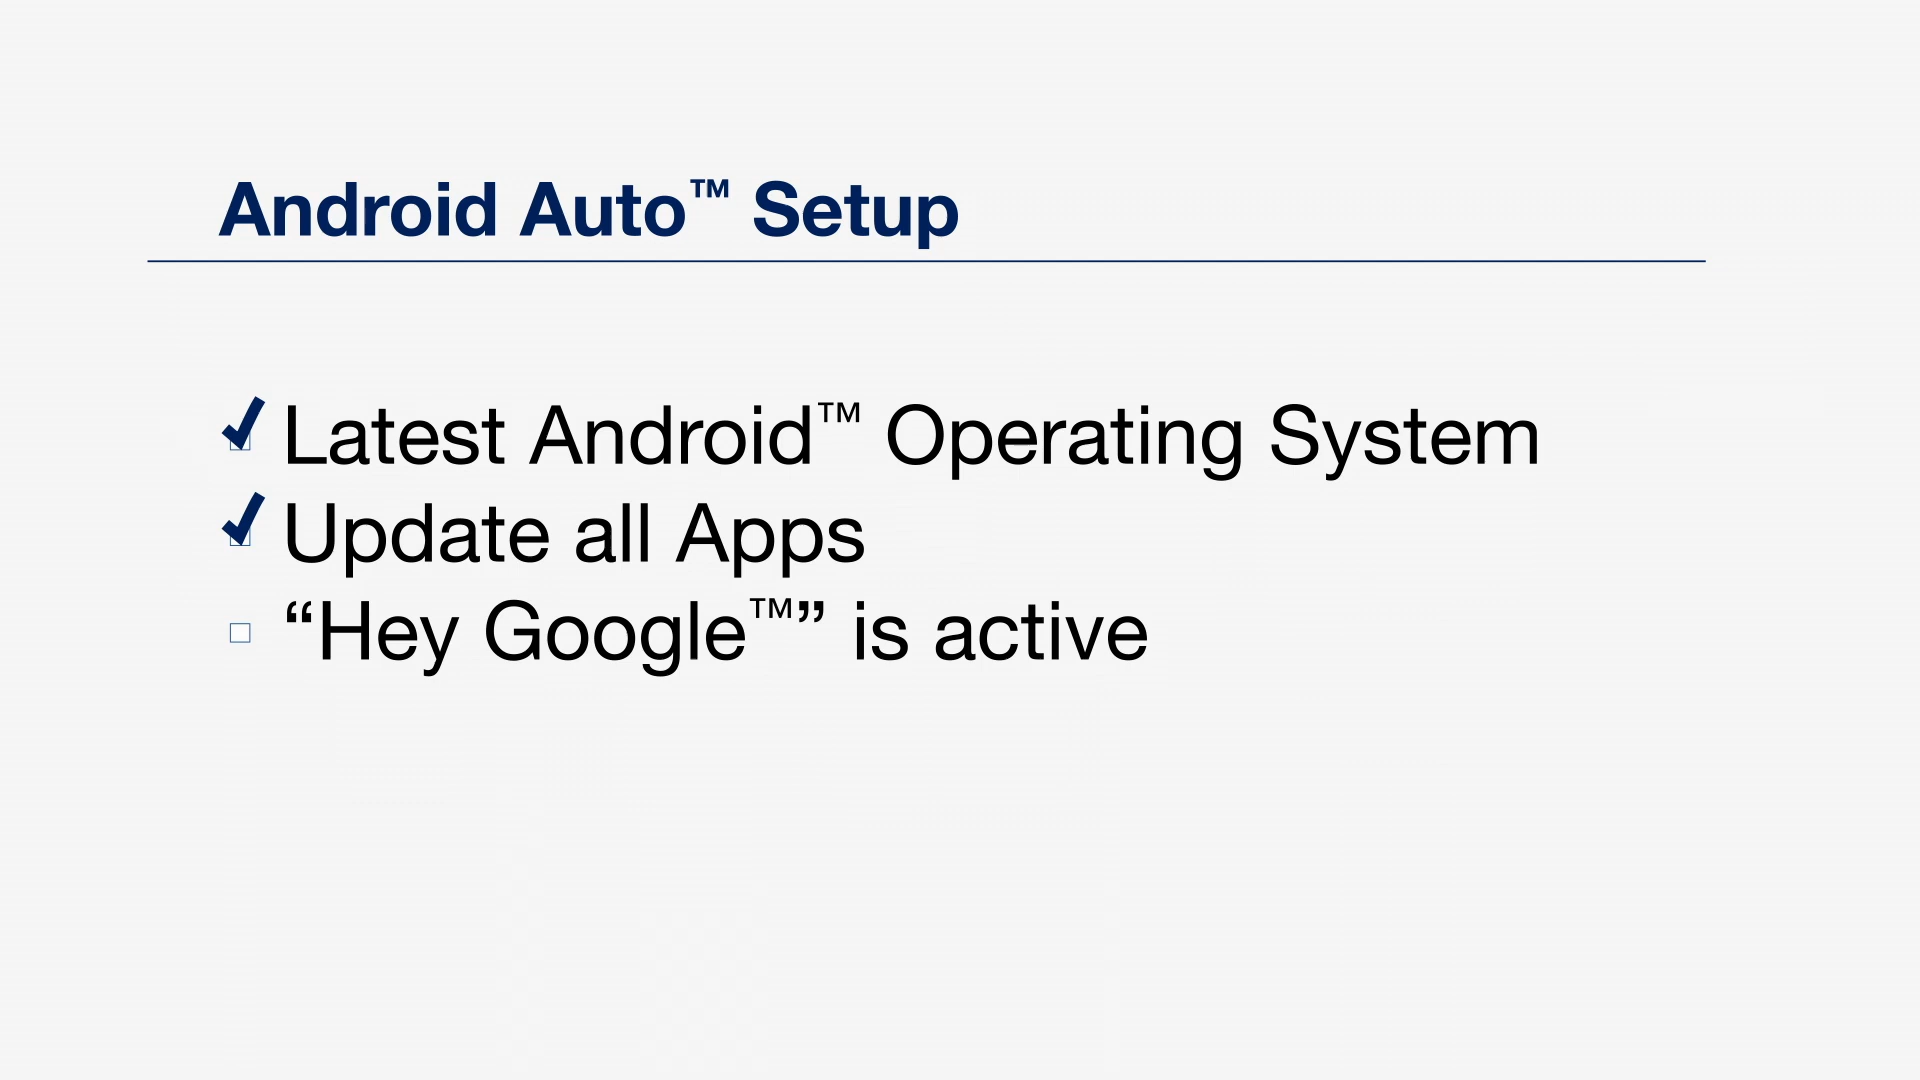 Android Auto™ Setup
Latest Android™ Operating System
Update all Apps
“Hey Google™” is active